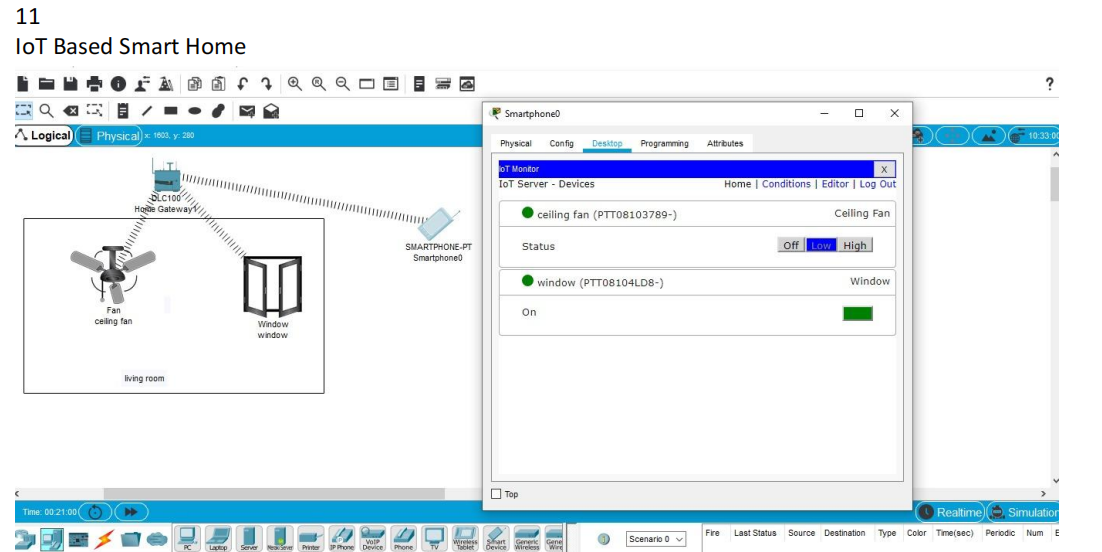 11
IoT Based Smart Home
?
Smartphone0
Logical
Physical
x: 1603, y: 280
10:33:00
Physical Config Desktop Programming Attributes
IoT Monitor
X
IoT Server - Devices
Home | Conditions | Editor | Log Out
ceiling fan (PTT08103789-)
Ceiling Fan
Status
Off Low High
window (PTT08104LD8-)
Window
On
DLC100
Home Gateway1
SMARTPHONE-PT
Smartphone0
Fan
ceiling fan
Window
window
living room
Top
Time: 00:21:00
Realtime
Simulation
PC
Laptop
Server
Printer
IP Phone
VoIP
Device
Phone
TV
Wireless
Tablet
Smart
Device
Generic
Wireless
Gene
Wire
Scenario 0
Fire Last Status Source Destination Type Color Time(sec) Periodic Num E